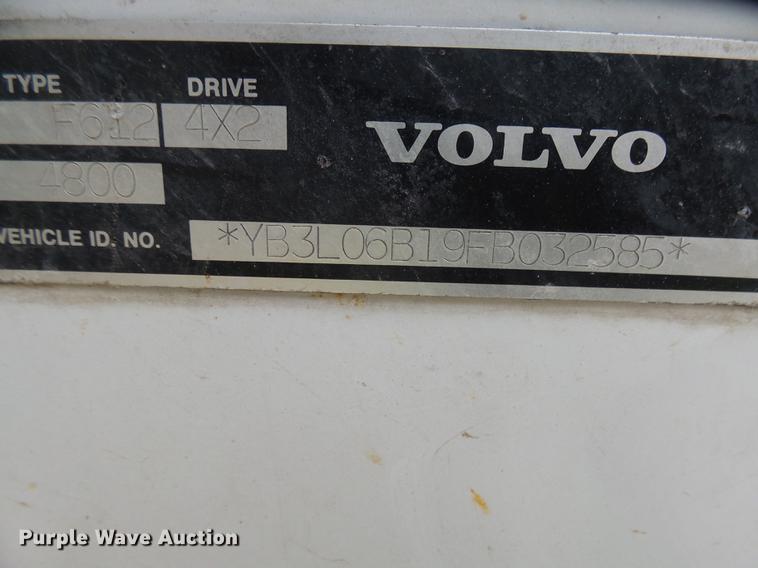 TYPE DRIVE
F612 4X2
VOLVO
4800
VEHICLE ID. NO. *YB3L06B19FB032585*
Purple Wave Auction